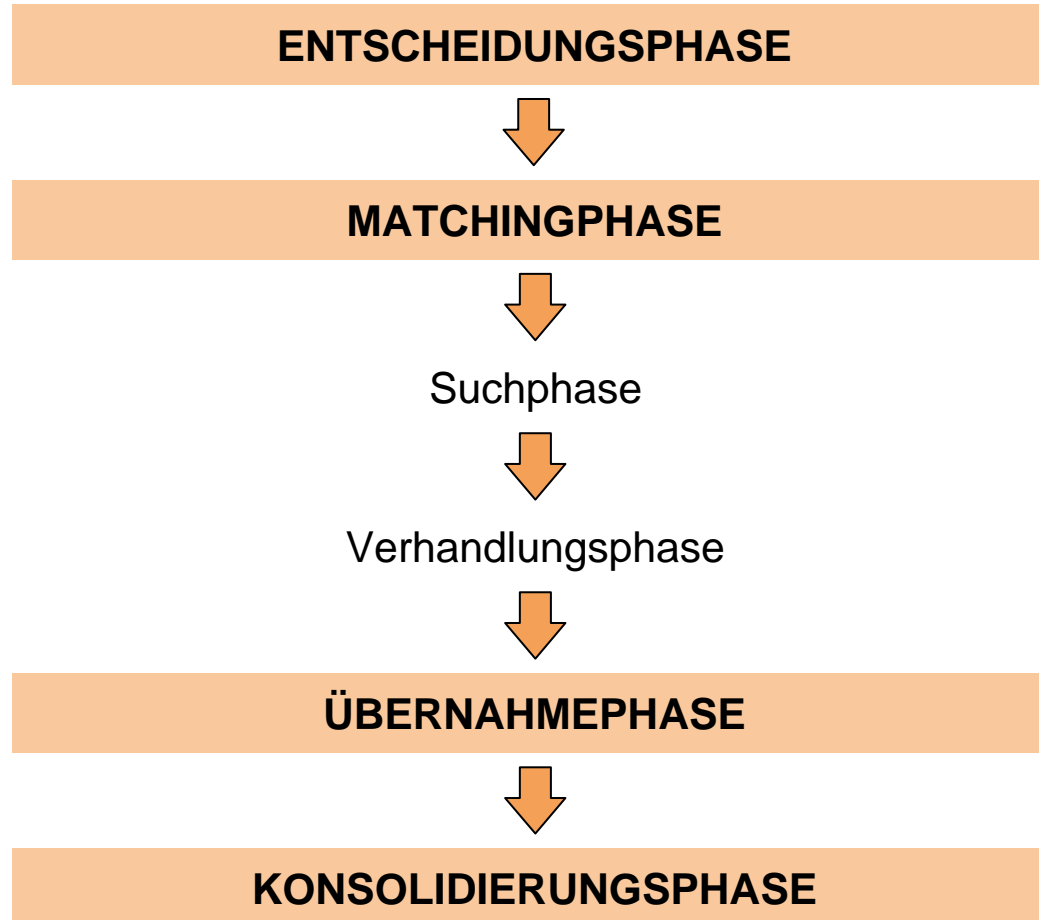 ENTSCHEIDUNGSPHASE
MATCHINGPHASE
Suchphase
Verhandlungsphase
ÜBERNAHMEPHASE
KONSOLIDIERUNGSPHASE